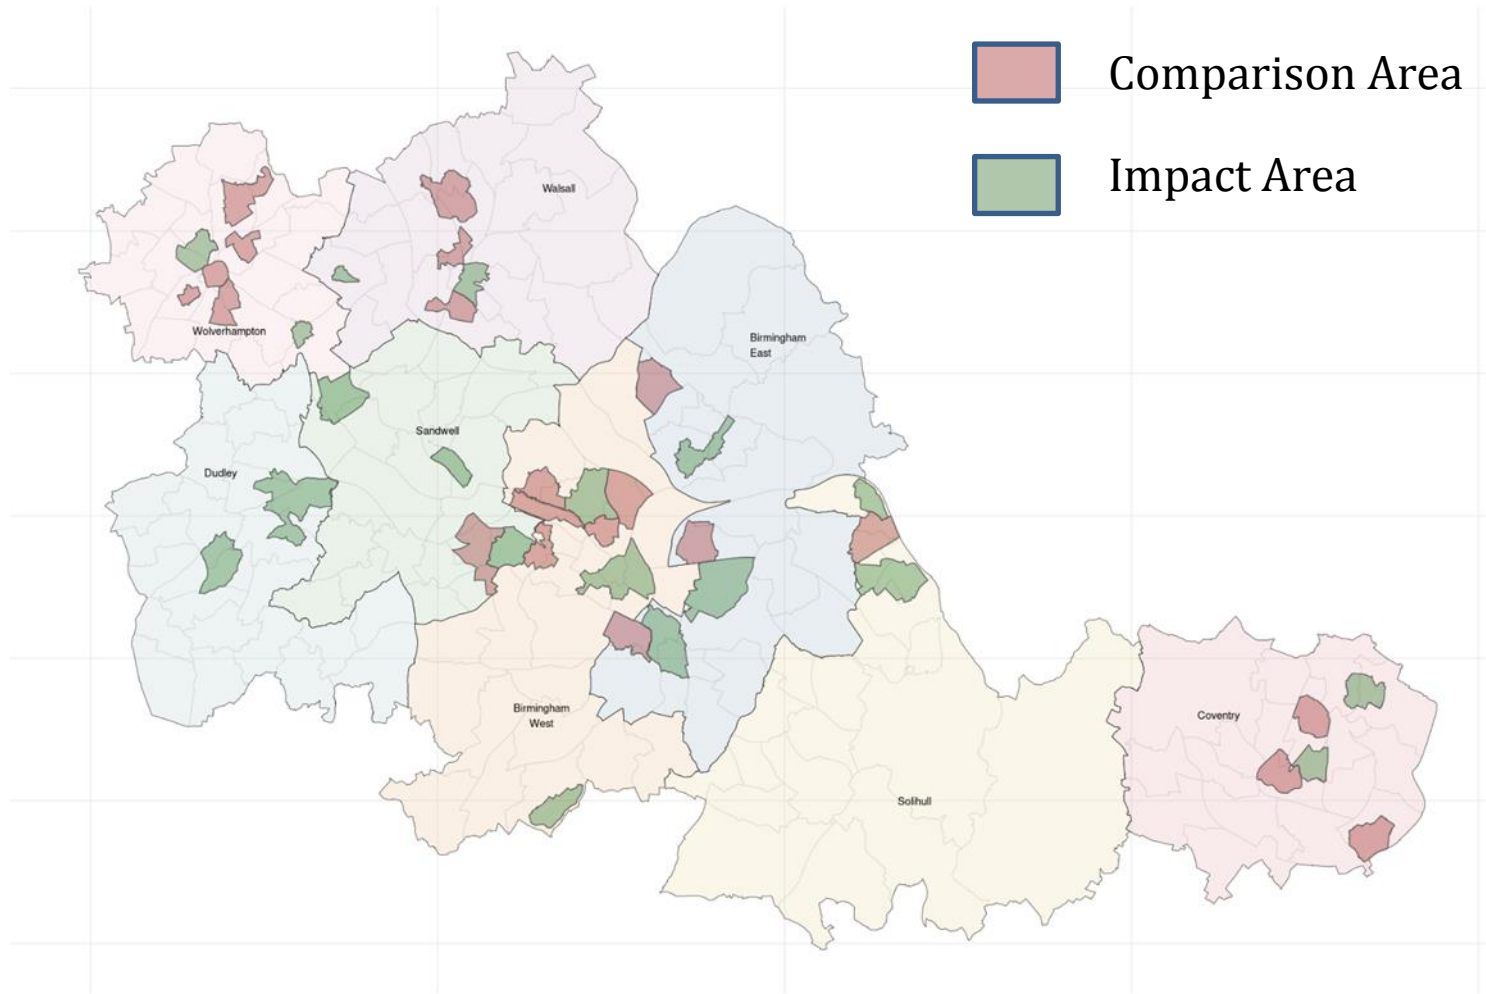 Comparison Area
Impact Area
Walsall
Wolverhampton
Birmingham
East
Sandwell
Dudley
Birmingham
West
Coventry
Solihull